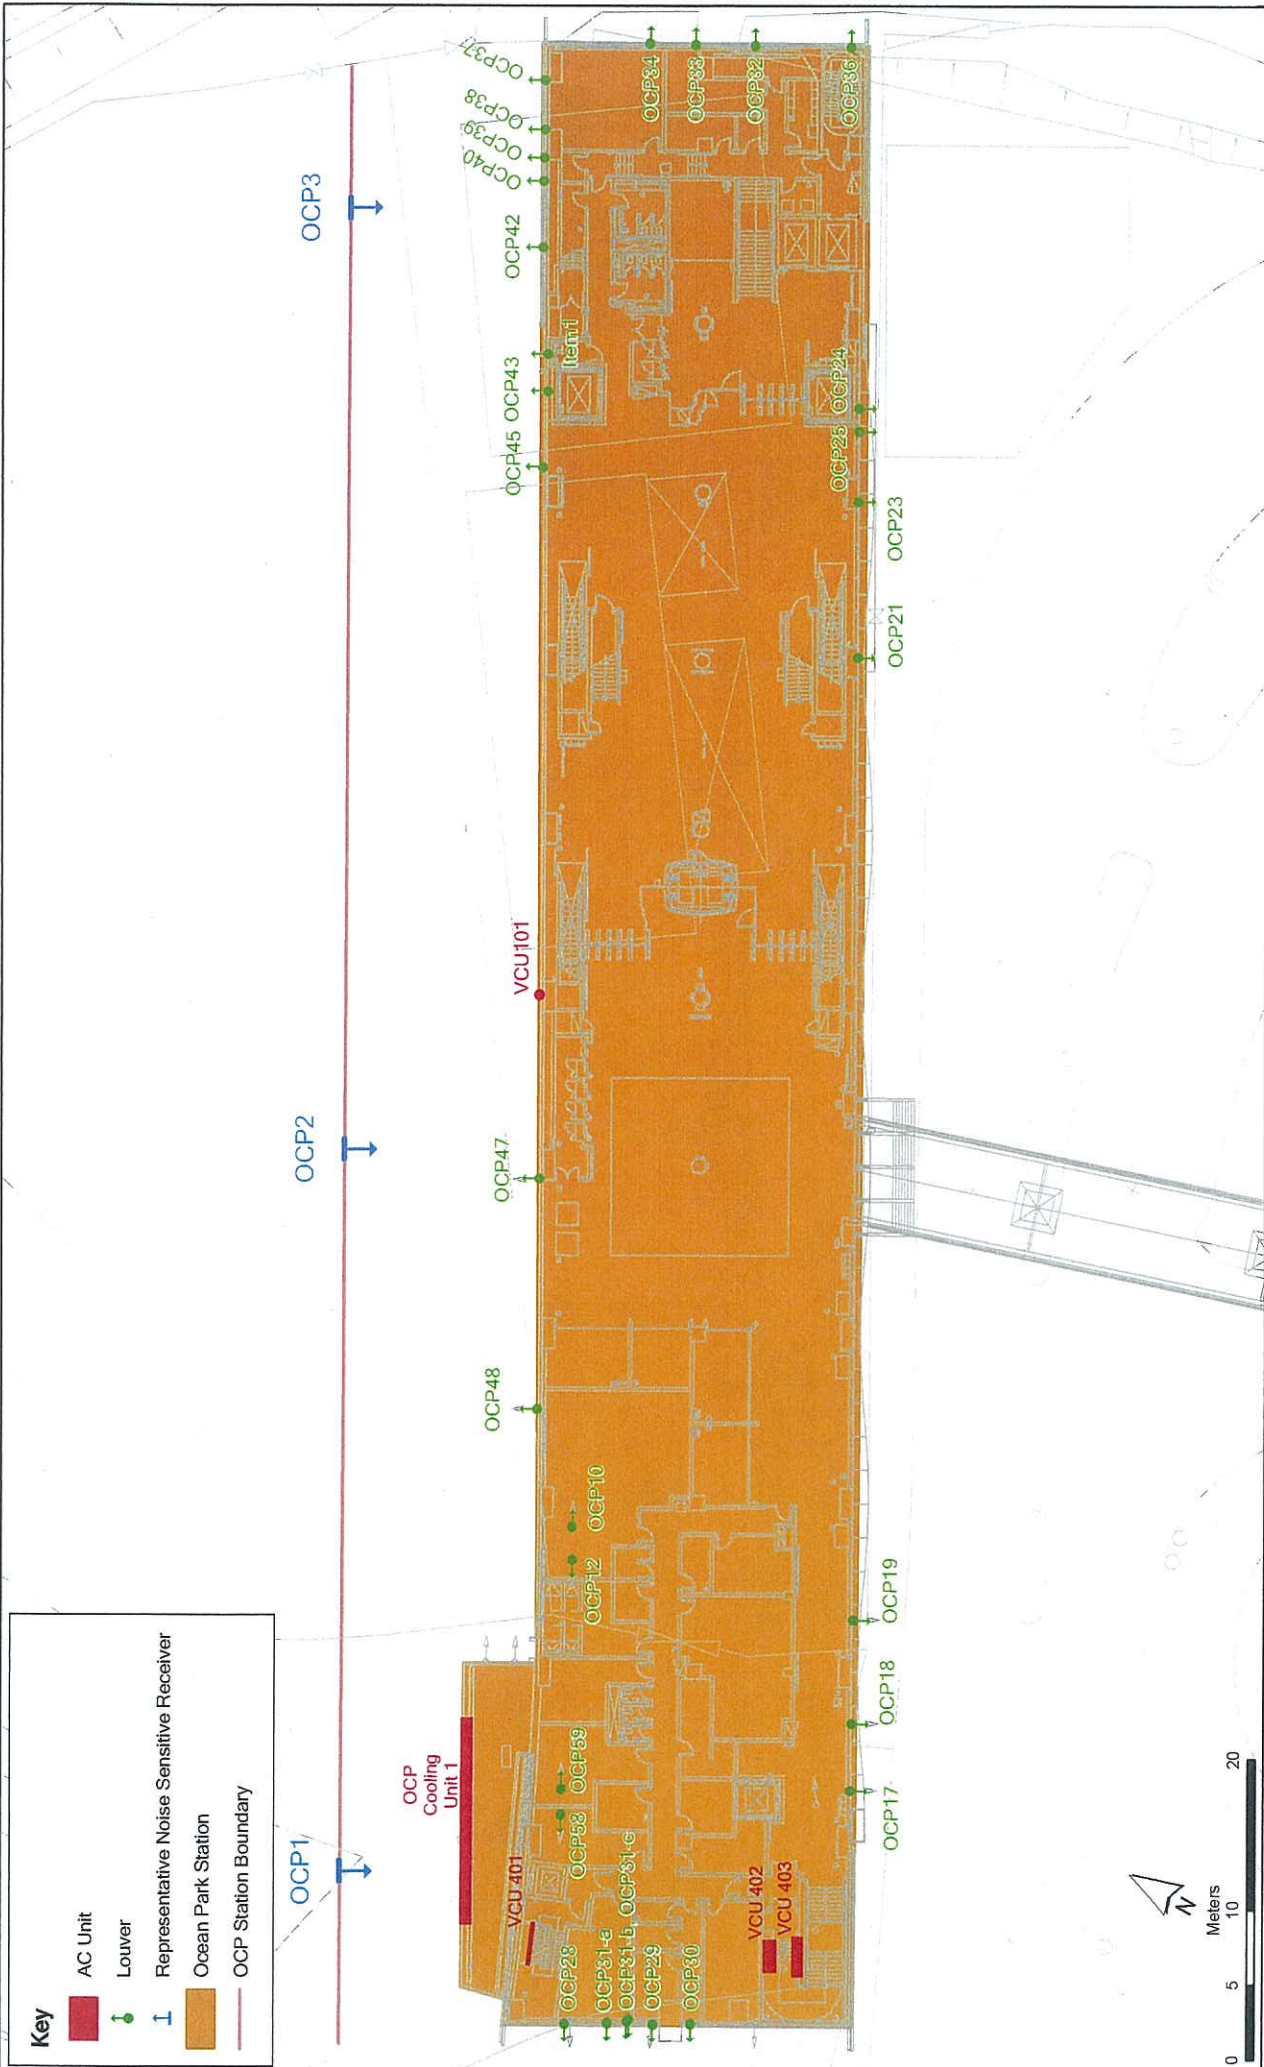 Key
AC Unit
Louver
Representative Noise Sensitive Receiver
Ocean Park Station
OCP Station Boundary
OCP1
OCP2
OCP3
OCP37
OCP38
OCP39
OCP40
OCP42
Item1
OCP43
OCP45
VCU101
OCP47
OCP48
OCP10
OCP12
OCP
Cooling
Unit 1
OCP59
OCP58
VCU 401
OCP28
OCP31-a
OCP31-b, OCP31-c
OCP29
OCP30
VCU 402
VCU 403
OCP34
OCP33
OCP32
OCP36
OCP24
OCP25
OCP23
OCP21
OCP19
OCP18
OCP17
N
Meters
0 5 10 20